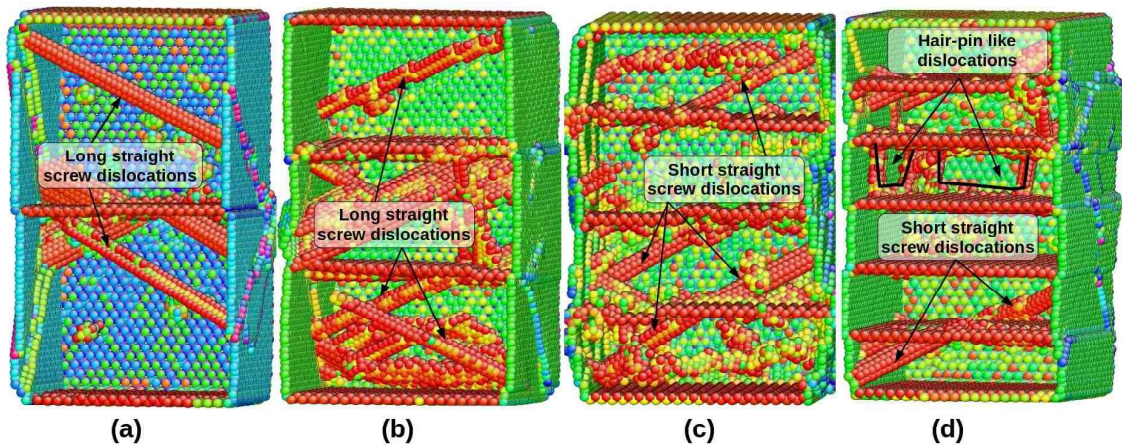 Long straight
screw dislocations
Long straight
screw dislocations
Short straight
screw dislocations
Hair-pin like
dislocations
Short straight
screw dislocations
(a)
(b)
(c)
(d)